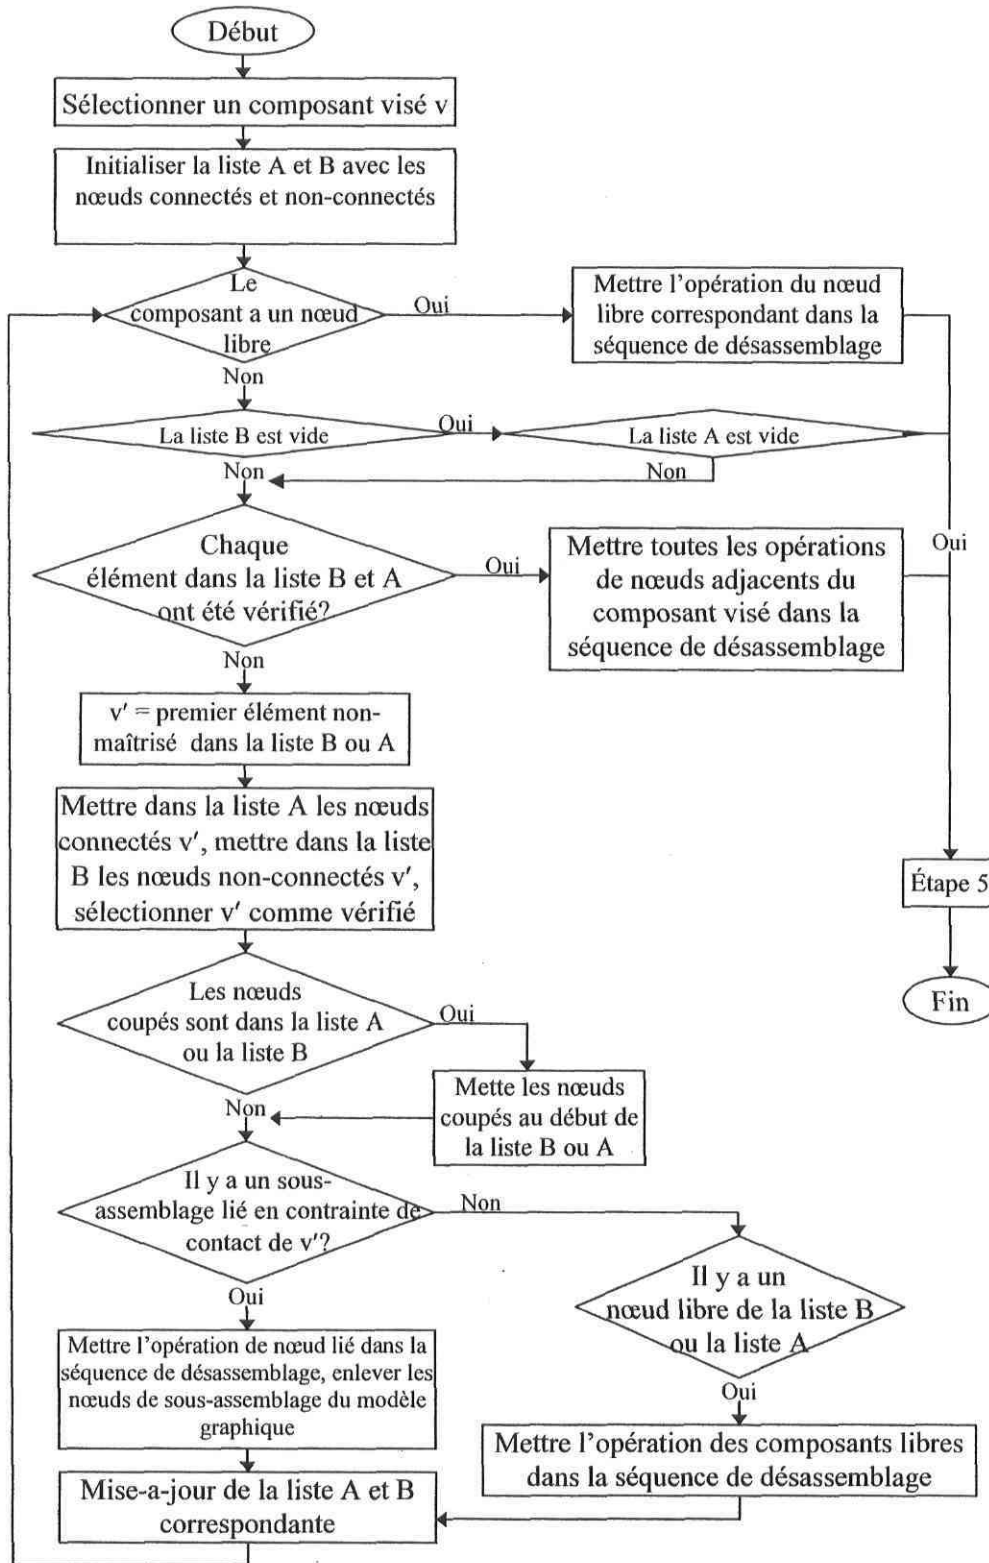 Début
Sélectionner un composant visé v
Initialiser la liste A et B avec les
nœuds connectés et non-connectés
Le
composant a un nœud
libre
Oui
Mettre l'opération du nœud
libre correspondant dans la
séquence de désassemblage
Non
La liste B est vide
Oui
La liste A est vide
Non
Non
Oui
Chaque
élément dans la liste B et A
ont été vérifié?
Oui
Mettre toutes les opérations
de nœuds adjacents du
composant visé dans la
séquence de désassemblage
Non
v' = premier élément non-
maîtrisé dans la liste B ou A
Mettre dans la liste A les nœuds
connectés v', mettre dans la liste
B les nœuds non-connectés v',
sélectionner v' comme vérifié
Étape 5
Fin
Les nœuds
coupés sont dans la liste A
ou la liste B
Oui
Mette les nœuds
coupés au début de
la liste B ou A
Non
Il y a un sous-
assemblage lié en contrainte de
contact de v'?
Non
Il y a un
nœud libre de la liste B
ou la liste A
Oui
Oui
Mettre l'opération de nœud lié dans la
séquence de désassemblage, enlever les
nœuds de sous-assemblage du modèle
graphique
Mettre l'opération des composants libres
dans la séquence de désassemblage
Mise-a-jour de la liste A et B
correspondante